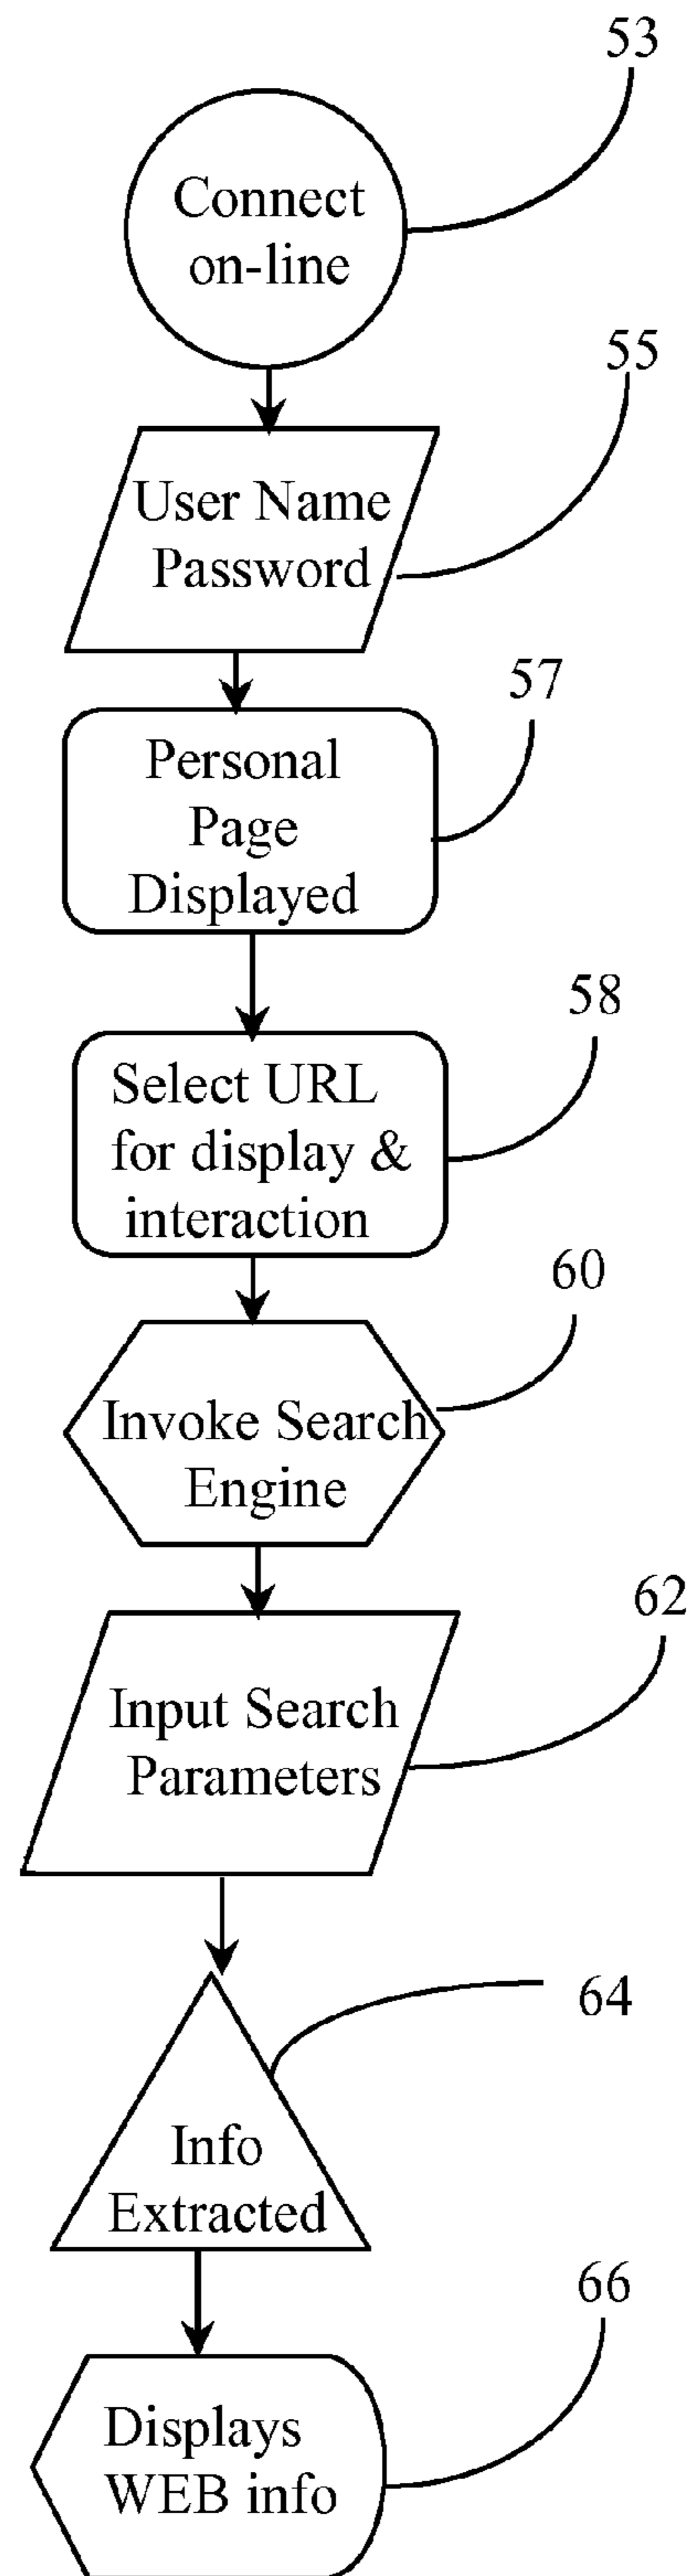 53
Connect
on-line
55
User Name
Password
57
Personal
Page
Displayed
58
Select URL
for display &
interaction
60
Invoke Search
Engine
62
Input Search
Parameters
64
Info
Extracted
66
Displays
WEB info